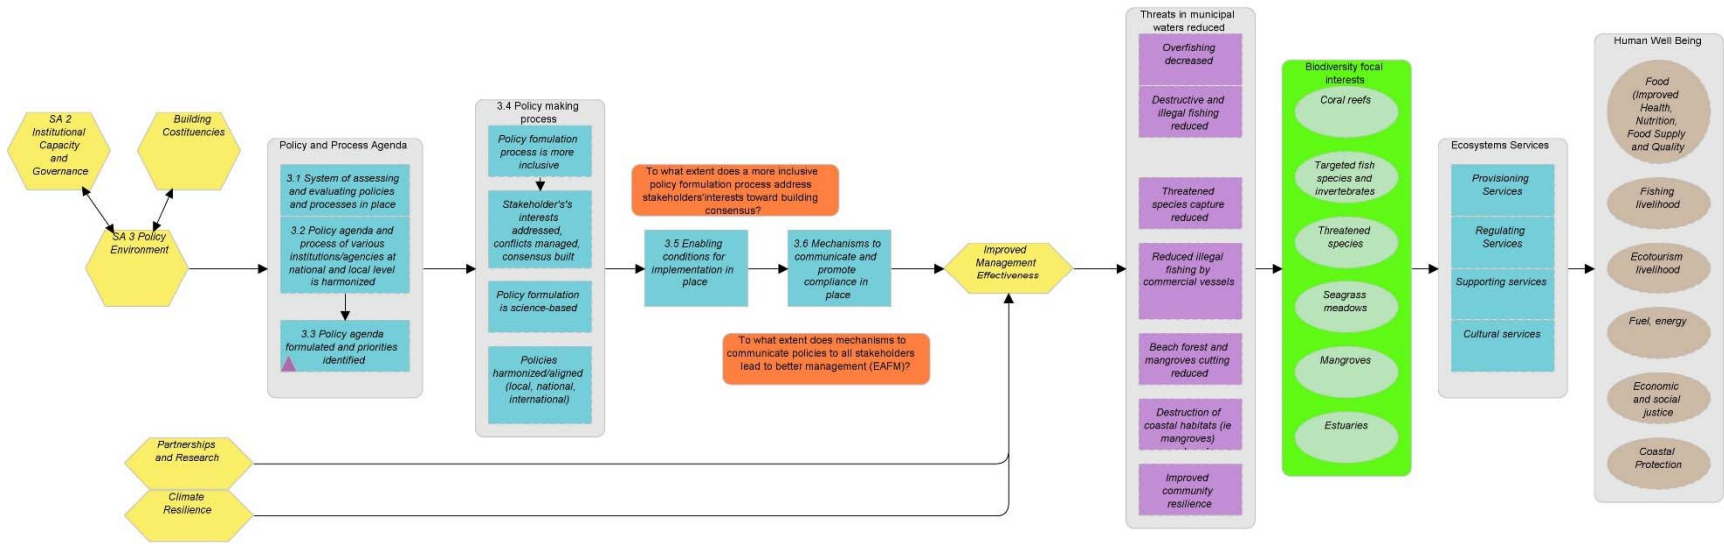 SA 2
Institutional
Capacity
and
Governance
Building
Costituencies
SA 3 Policy
Environment
Policy and Process Agenda
3.1 System of assessing
and evaluating policies
and processes in place
3.2 Policy agenda and
process of various
institutions/agencies at
national and local level
is harmonized
3.3 Policy agenda
formulated and priorities
identified
3.4 Policy making
process
Policy fomulation
process is more
inclusive
Stakeholder's's
interests
addressed,
conflicts managed,
consensus built
Policy formulation
is science-based
Policies
harmonized/aligned
(local, national,
international)
To what extent does a more inclusive
policy formulation process address
stakeholders'interests toward building
consensus?
3.5 Enabling
conditions for
implementation in
place
3.6 Mechanisms to
communicate and
promote
compliance in place
To what extent does mechanisms to
communicate policies to all stakeholders
lead to better management (EAFM)?
Improved
Management
Effectiveness
Partnerships
and Research
Climate
Resilience
Threats in municipal
waters reduced
Overfishing
decreased
Destructive and
illegal fishing
reduced
Threatened
species capture
reduced
Reduced illegal
fishing by
commercial vessels
Beach forest and
mangroves cutting
reduced
Destruction of
coastal habitats (ie
mangroves)
Improved
community
resilience
Biodiversity focal
interests
Coral reefs
Targeted fish
species and
invertebrates
Threatened
species
Seagrass
meadows
Mangroves
Estuaries
Ecosystems Services
Provisioning
Services
Regulating
Services
Supporting services
Cultural services
Human Well Being
Food
(Improved
Health,
Nutrition,
Food Supply
and Quality
Fishing
livelihood
Ecotourism
livelihood
Fuel, energy
Economic
and social
justice
Coastal
Protection